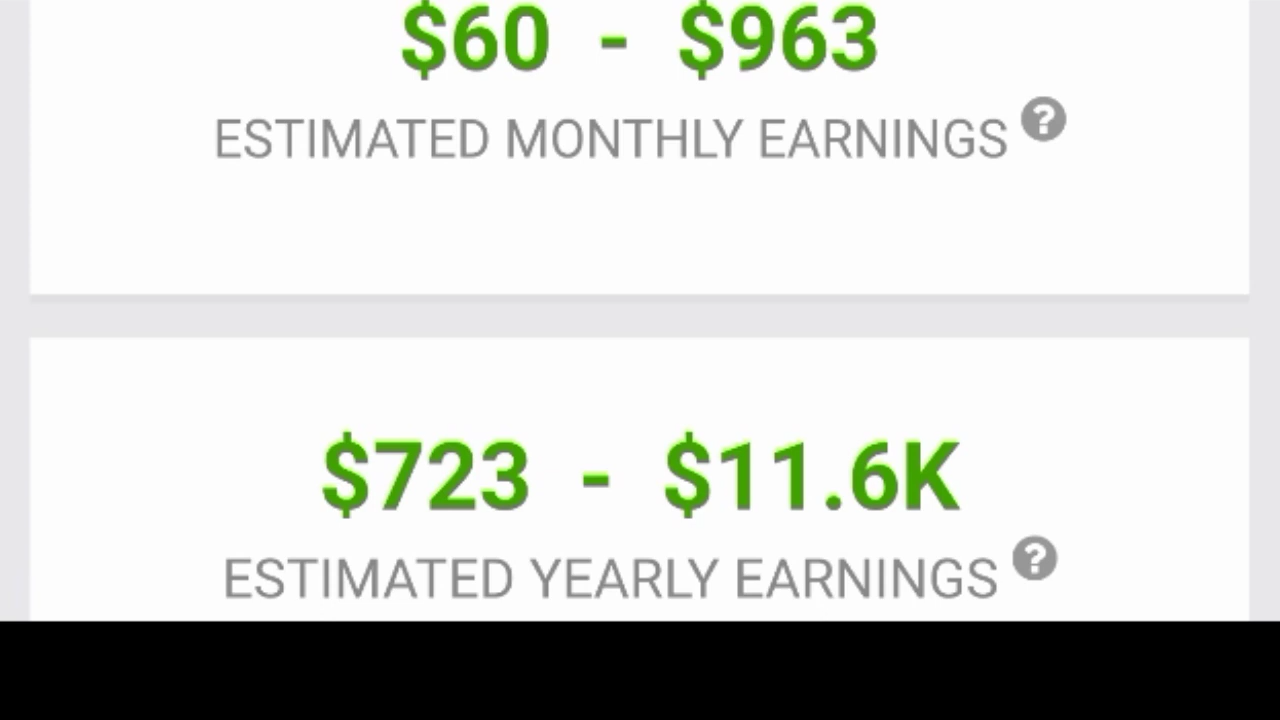 $60 - $963
ESTIMATED MONTHLY EARNINGS ?
$723 - $11.6K
ESTIMATED YEARLY EARNINGS ?